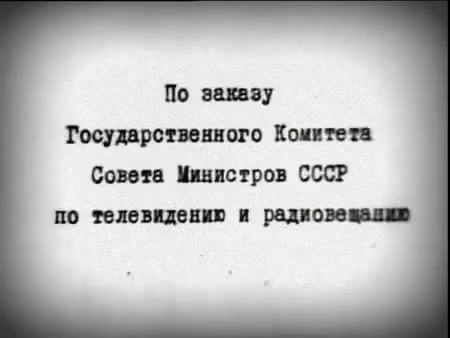 По заказу
Государственного Комитета
Совета Министров СССР
по телевидению и радиовещанию